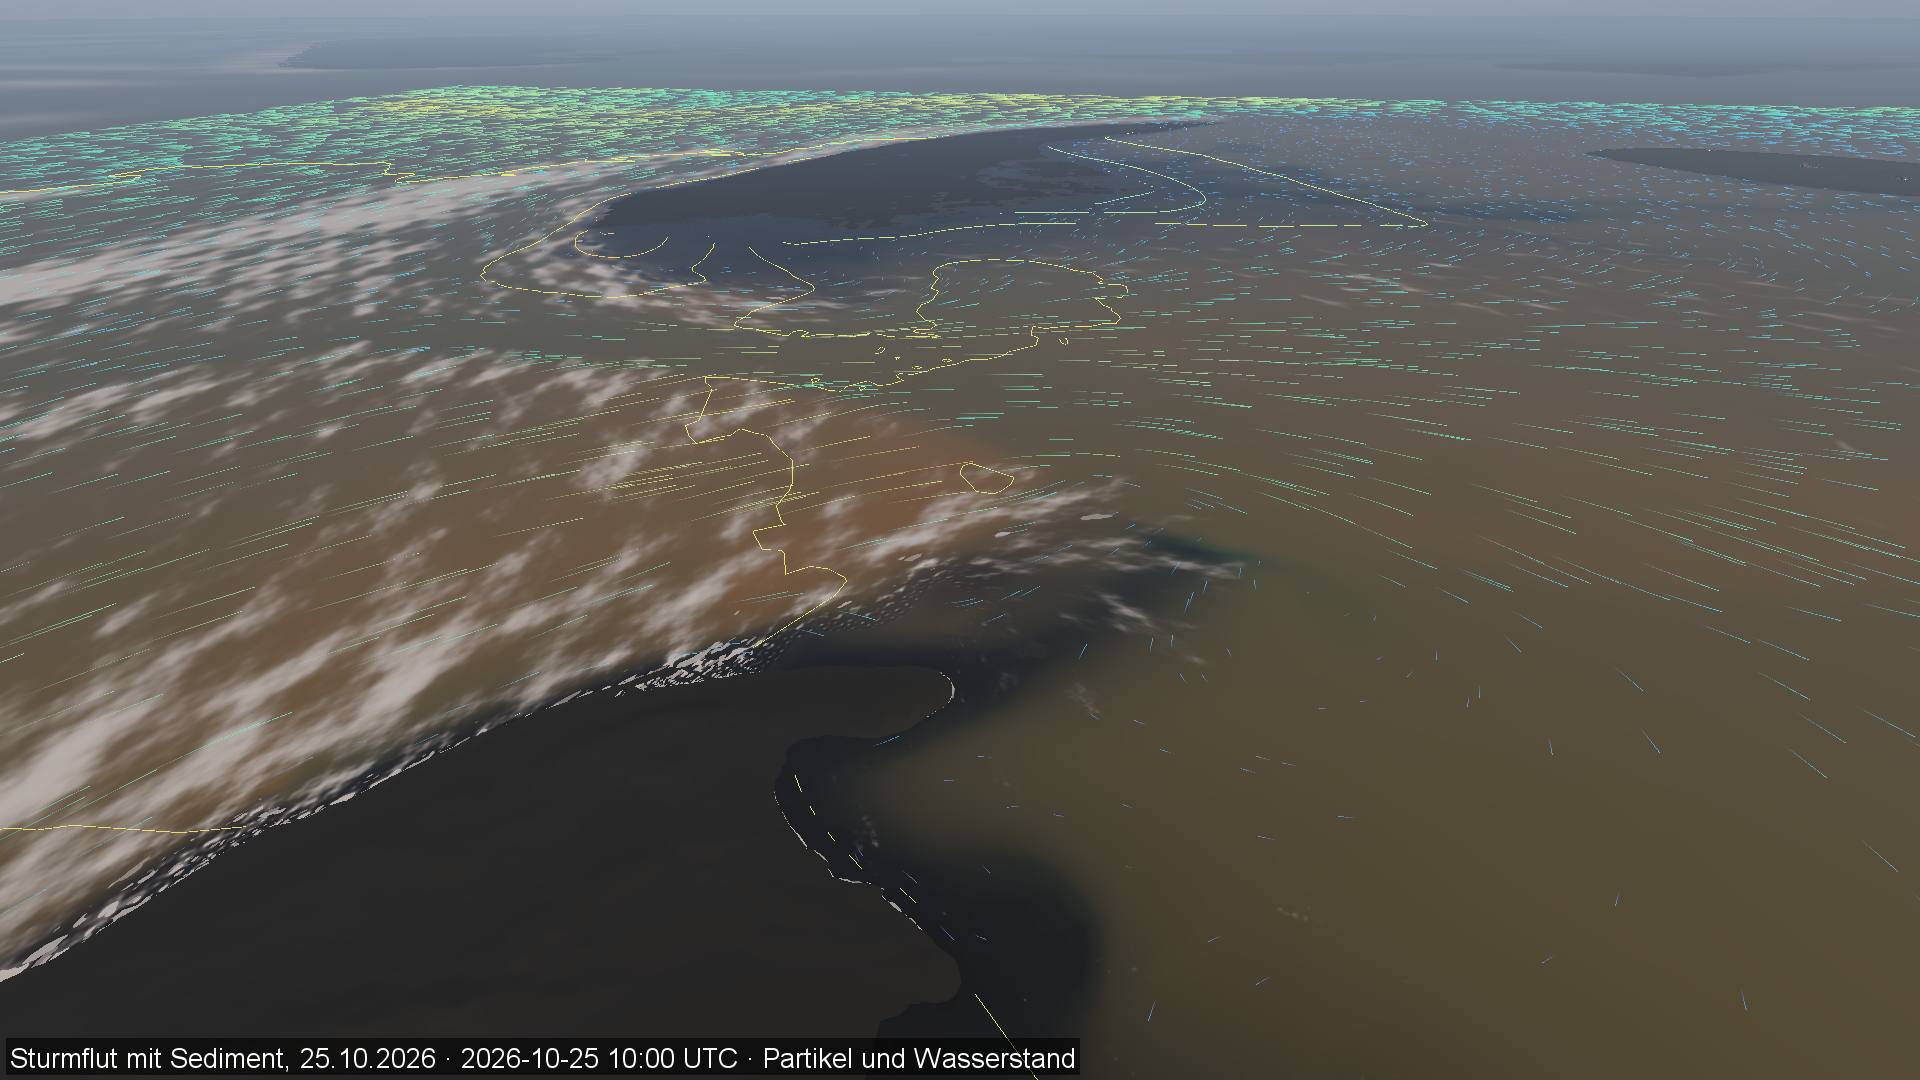 Sturmflut mit Sediment, 25.10.2026 · 2026-10-25 10:00 UTC · Partikel und Wasserstand